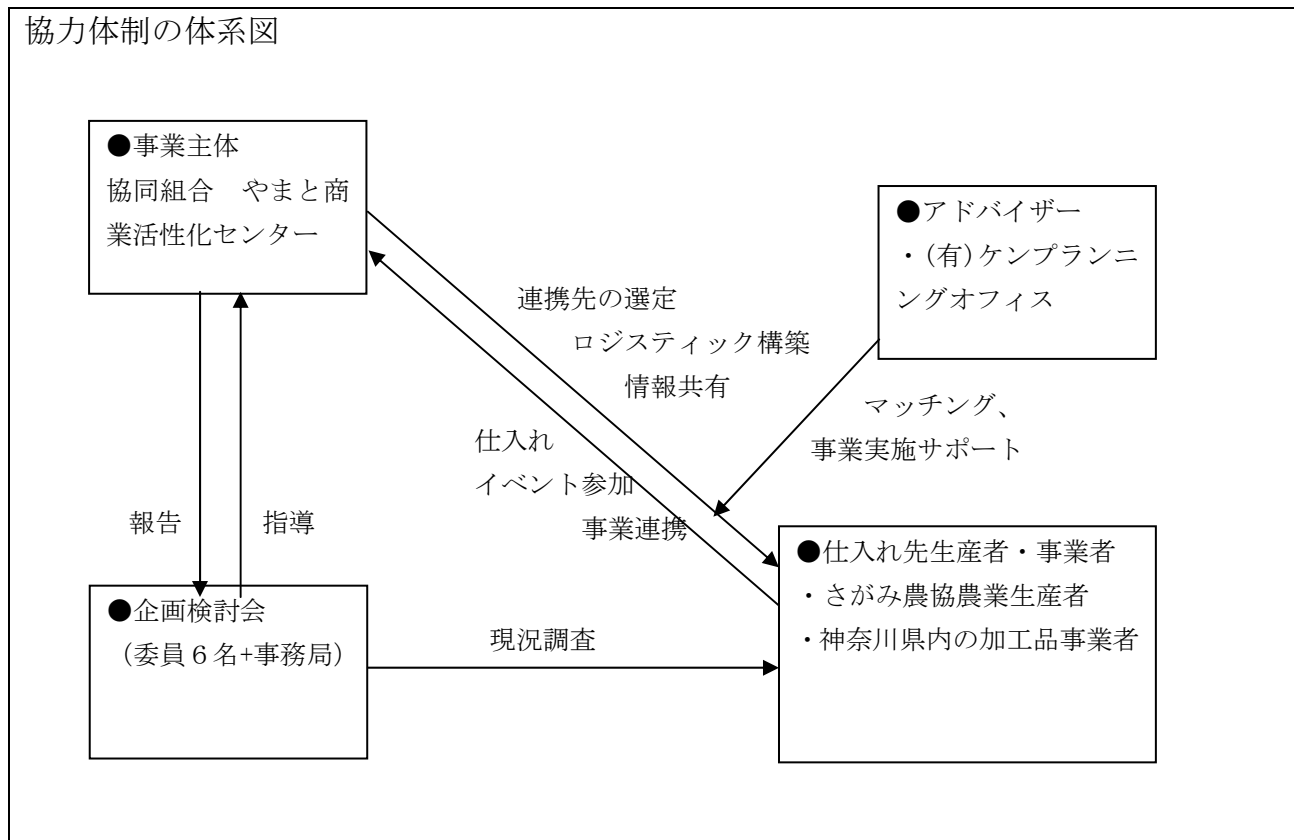 協力体制の体系図
●事業主体
協同組合　やまと商
業活性化センター
●アドバイザー
・(有)ケンプランニ
ングオフィス
連携先の選定
ロジスティック構築
情報共有
マッチング、
事業実施サポート
仕入れ
イベント参加
事業連携
報告
指導
●仕入れ先生産者・事業者
・さがみ農協農業生産者
・神奈川県内の加工品事業者
●企画検討会
（委員６名+事務局）
現況調査